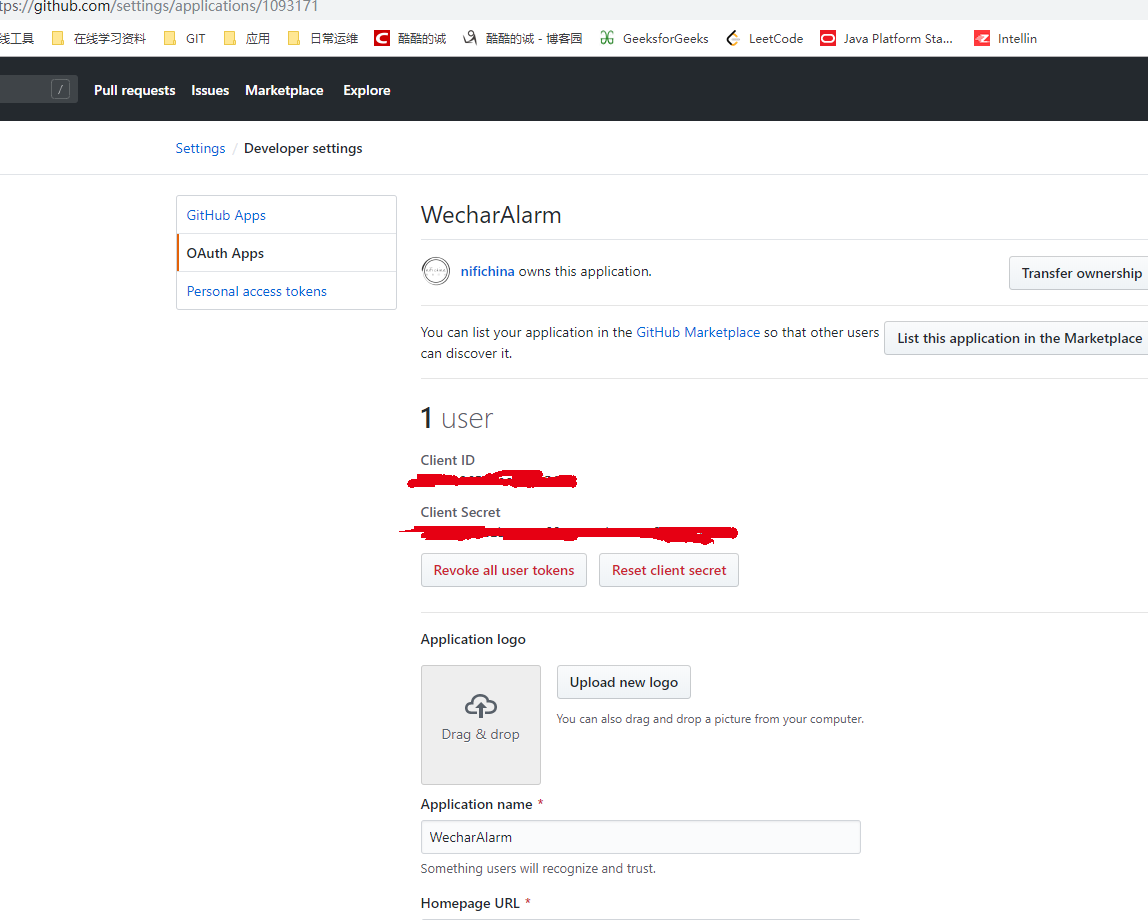 tps://github.com/settings/applications/1093171
线工具 在线学习资料 GIT 应用 日常运维 酷酷的诚 酷酷的诚 - 博客园 GeeksforGeeks LeetCode Java Platform Sta... Intellin
/ Pull requests Issues Marketplace Explore
Settings / Developer settings
GitHub Apps
OAuth Apps
Personal access tokens
WecharAlarm
nifichina owns this application.
Transfer ownership
You can list your application in the GitHub Marketplace so that other users
can discover it.
List this application in the Marketplace
1 user
Client ID
Client Secret
Revoke all user tokens Reset client secret
Application logo
Drag & drop
Upload new logo
You can also drag and drop a picture from your computer.
Application name *
WecharAlarm
Something users will recognize and trust.
Homepage URL *